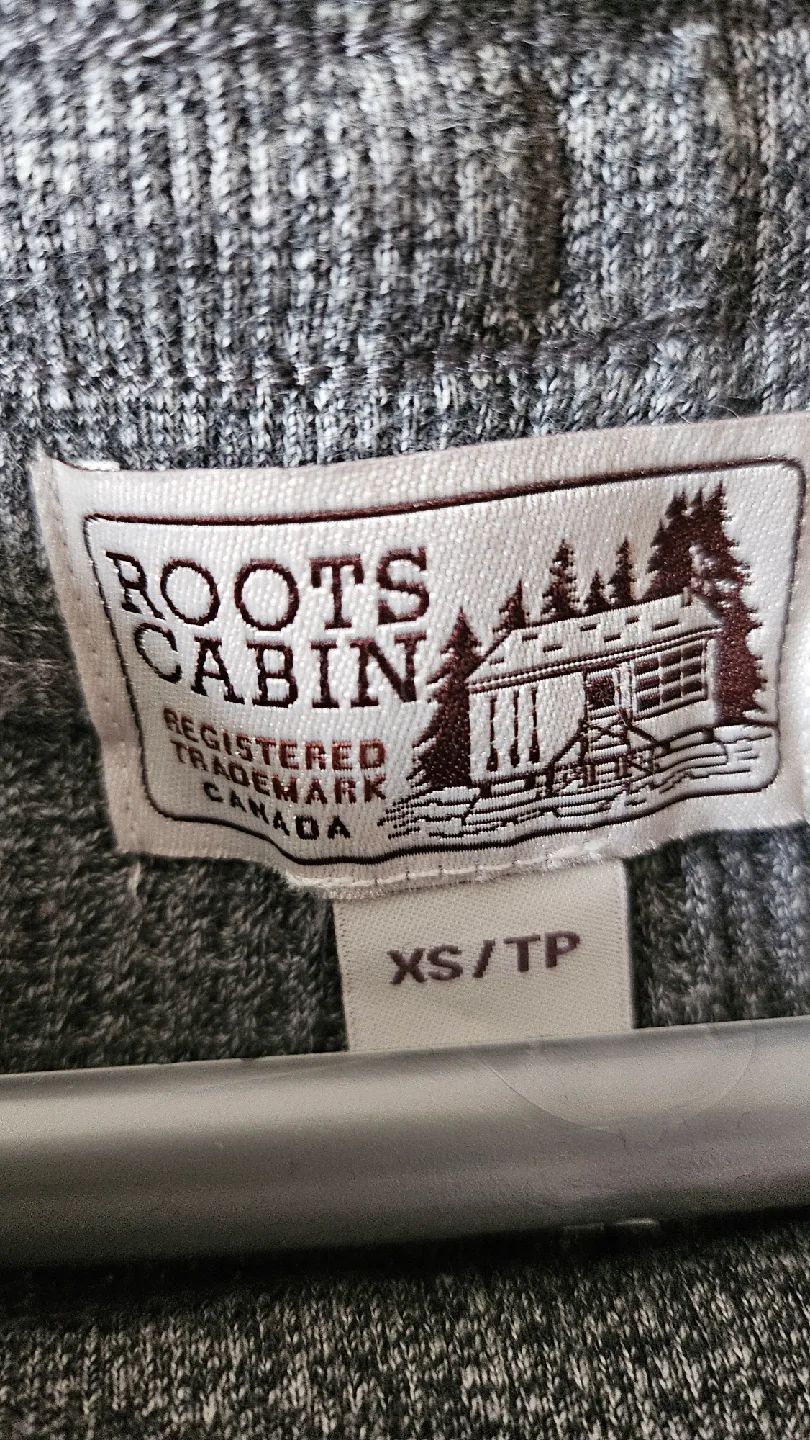 ROOTS
CABIN
REGISTERED
TRADEMARK
CANADA
XS/TP